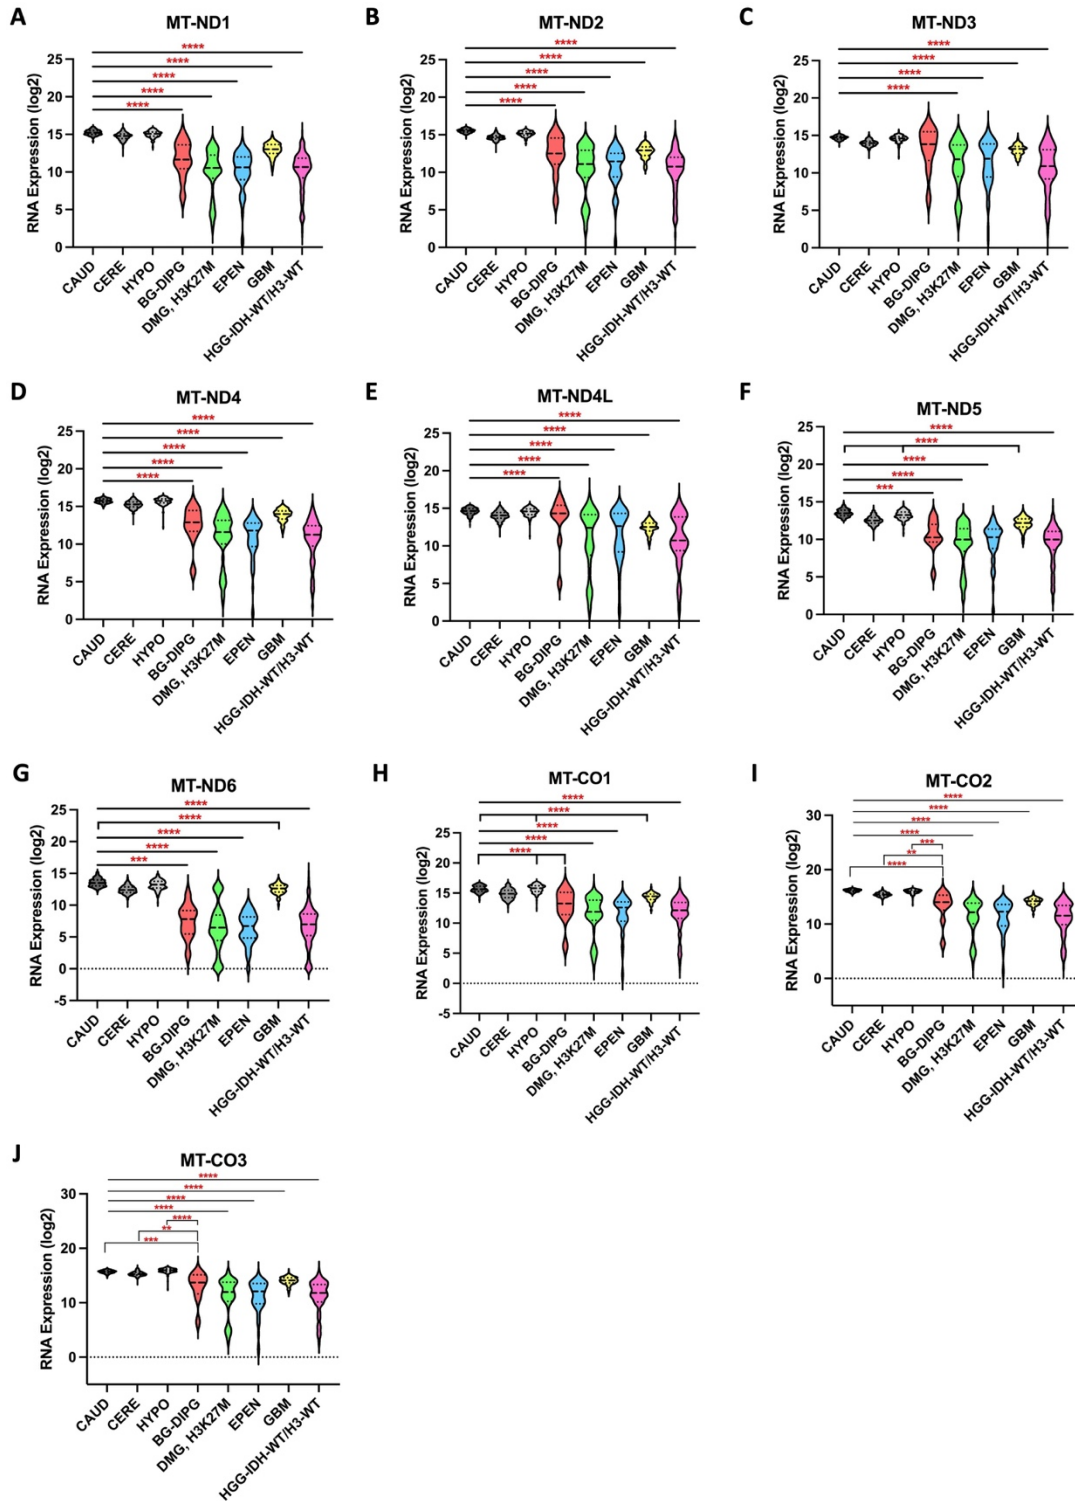 A
MT-ND1
RNA Expression (log2)
25
20
15
10
5
0
****
****
****
****
****
CAUD
CERE
HYPO
BG-DIPG
DMG, H3K27M
EPEN
GBM
HGG-IDH-WT/H3-WT
B
MT-ND2
RNA Expression (log2)
25
20
15
10
5
0
****
****
****
****
****
CAUD
CERE
HYPO
BG-DIPG
DMG, H3K27M
EPEN
GBM
HGG-IDH-WT/H3-WT
C
MT-ND3
RNA Expression (log2)
25
20
15
10
5
0
****
****
****
****
CAUD
CERE
HYPO
BG-DIPG
DMG, H3K27M
EPEN
GBM
HGG-IDH-WT/H3-WT
D
MT-ND4
RNA Expression (log2)
25
20
15
10
5
0
****
****
****
****
****
CAUD
CERE
HYPO
BG-DIPG
DMG, H3K27M
EPEN
GBM
HGG-IDH-WT/H3-WT
E
MT-ND4L
RNA Expression (log2)
25
20
15
10
5
0
****
****
****
****
****
CAUD
CERE
HYPO
BG-DIPG
DMG, H3K27M
EPEN
GBM
HGG-IDH-WT/H3-WT
F
MT-ND5
RNA Expression (log2)
25
20
15
10
5
0
****
****
****
****
***
CAUD
CERE
HYPO
BG-DIPG
DMG, H3K27M
EPEN
GBM
HGG-IDH-WT/H3-WT
G
MT-ND6
RNA Expression (log2)
25
20
15
10
5
0
-5
****
****
****
****
***
CAUD
CERE
HYPO
BG-DIPG
DMG, H3K27M
EPEN
GBM
HGG-IDH-WT/H3-WT
H
MT-CO1
RNA Expression (log2)
25
20
15
10
5
0
-5
****
****
****
****
****
CAUD
CERE
HYPO
BG-DIPG
DMG, H3K27M
EPEN
GBM
HGG-IDH-WT/H3-WT
I
MT-CO2
RNA Expression (log2)
30
20
10
0
****
****
****
****
***
**
****
CAUD
CERE
HYPO
BG-DIPG
DMG, H3K27M
EPEN
GBM
HGG-IDH-WT/H3-WT
J
MT-CO3
RNA Expression (log2)
30
20
10
0
****
****
****
****
****
**
***
CAUD
CERE
HYPO
BG-DIPG
DMG, H3K27M
EPEN
GBM
HGG-IDH-WT/H3-WT